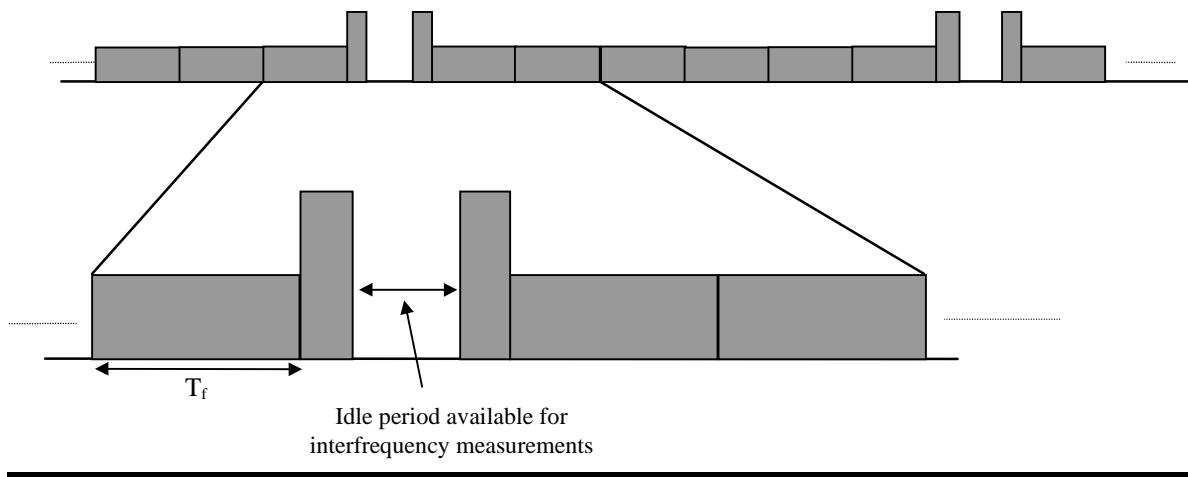 T_f
Idle period available for
interfrequency measurements